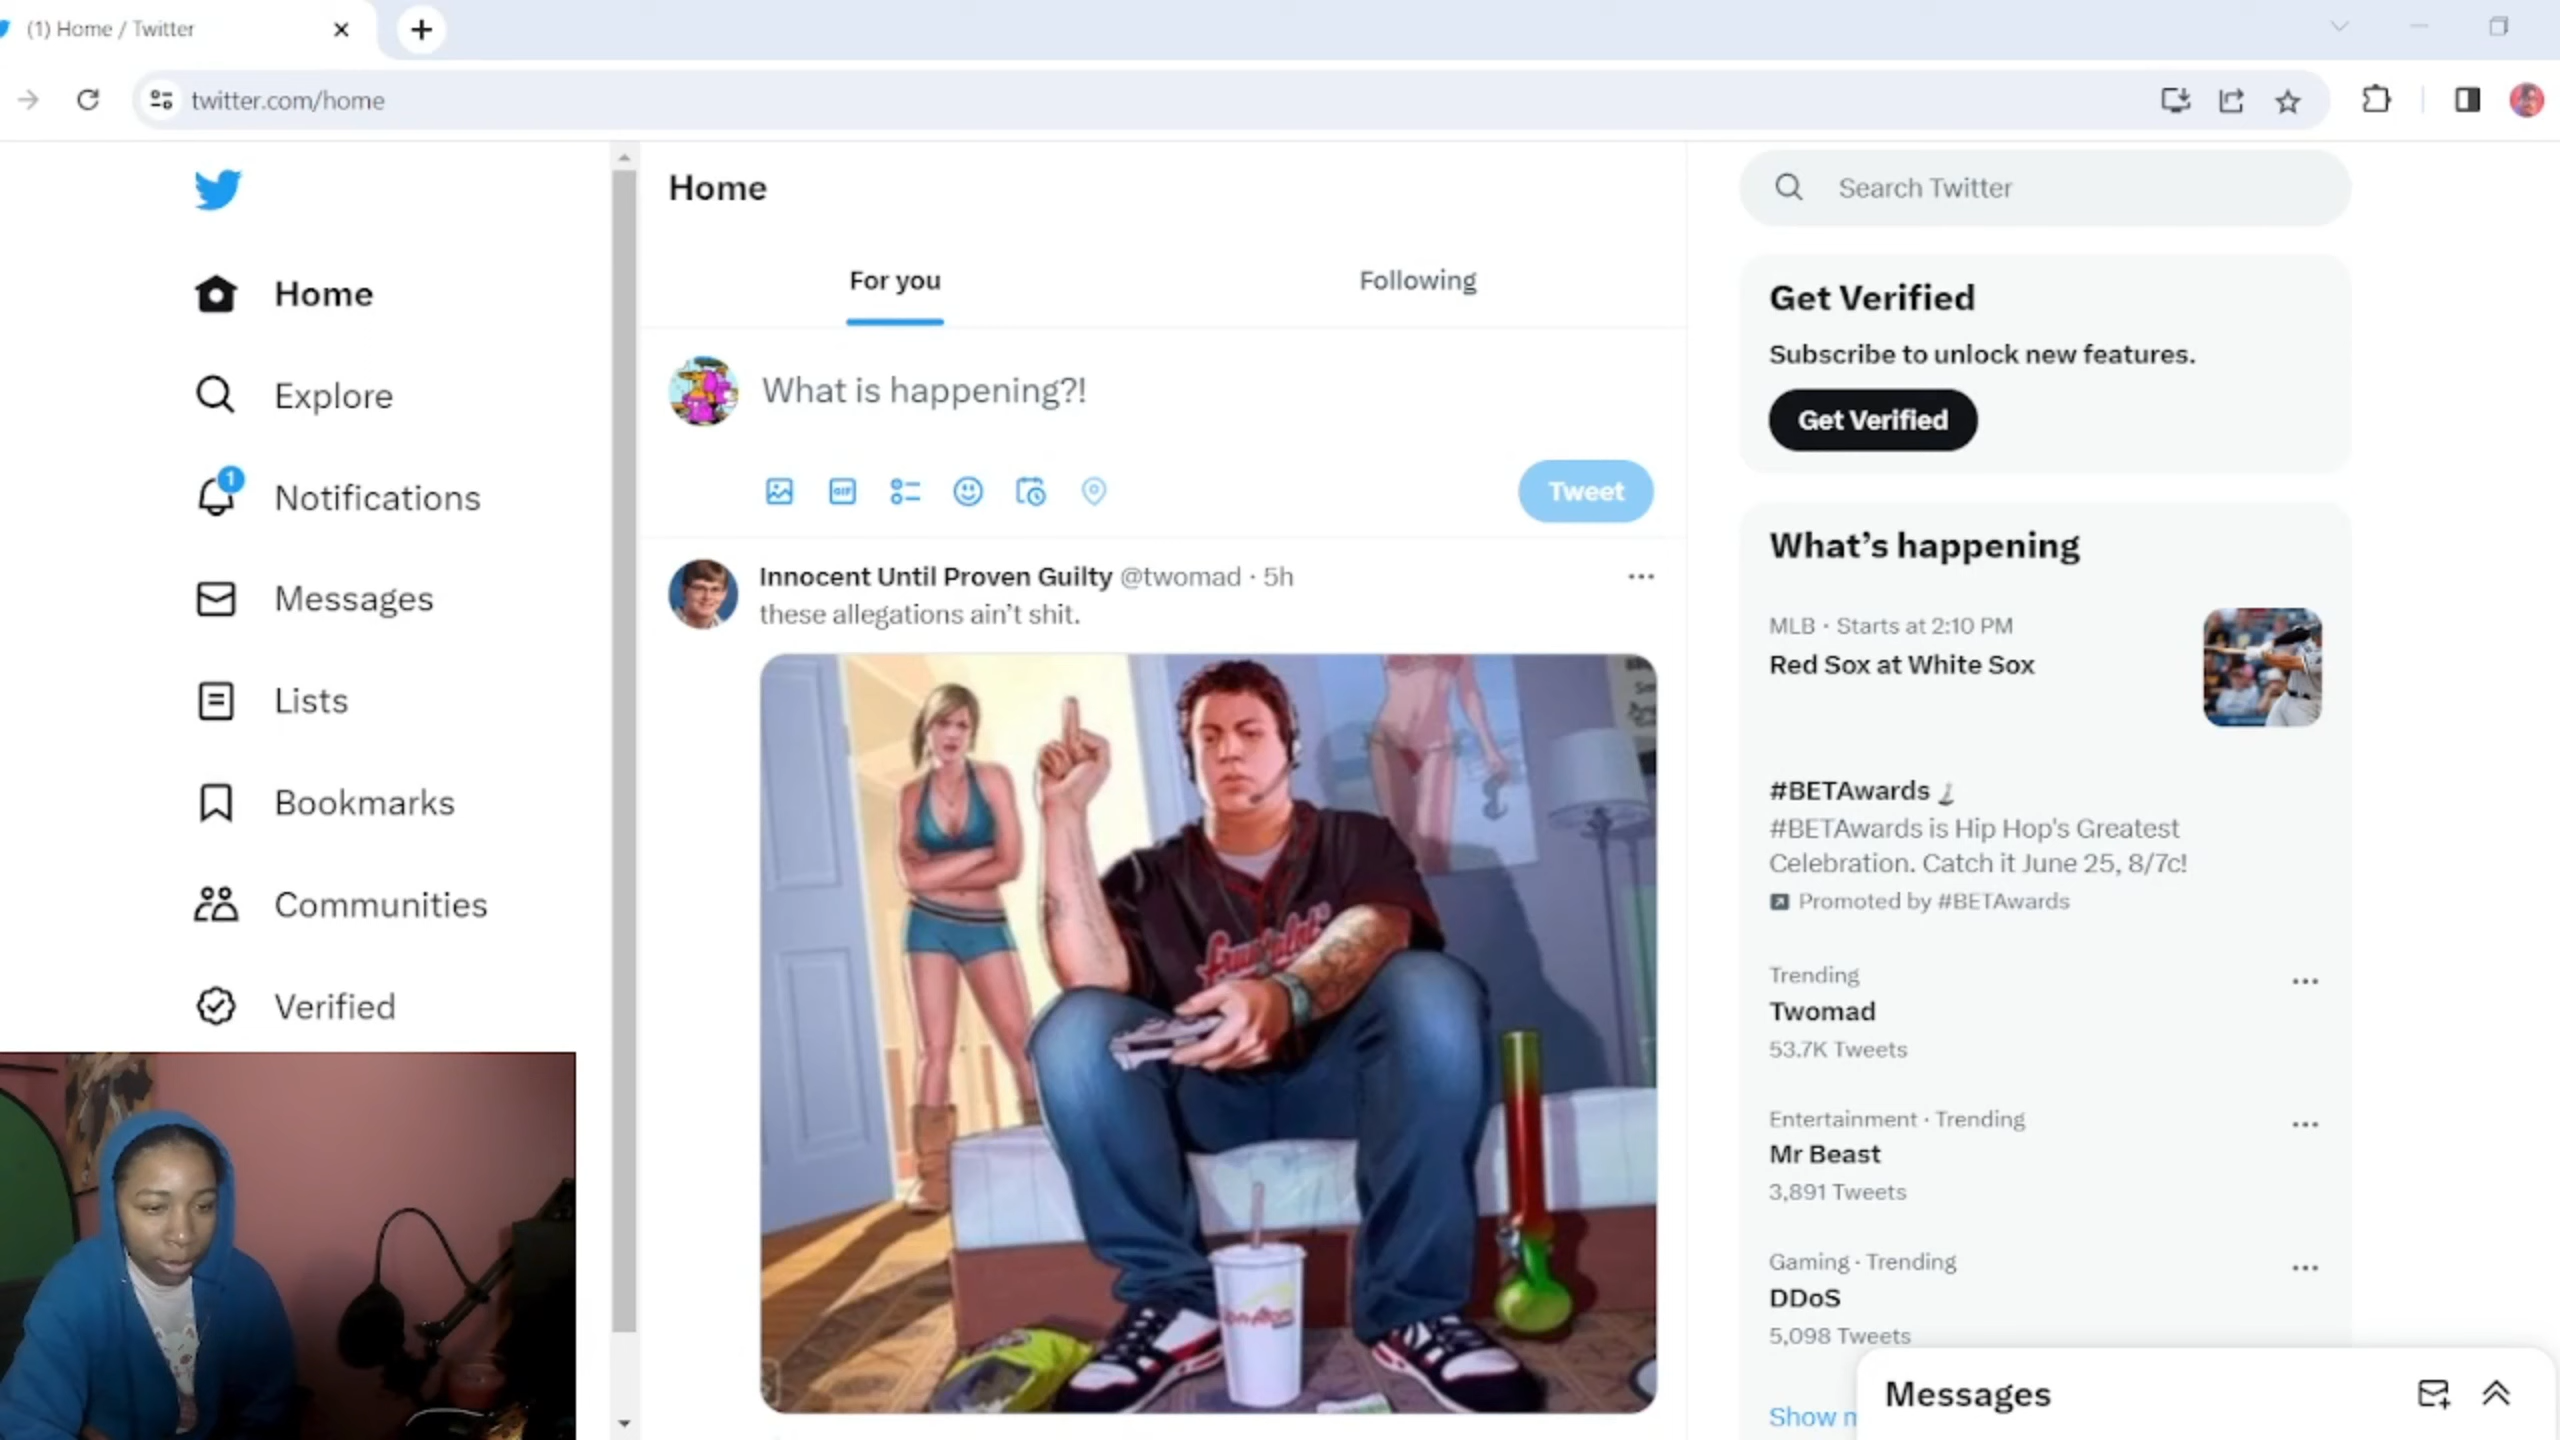 (1) Home / Twitter
twitter.com/home
Home
Explore
1
Notifications
Messages
Lists
Bookmarks
Communities
Verified
Home
For you
Following
What is happening?!
GIF
Tweet
Innocent Until Proven Guilty @twomad · 5h
these allegations ain’t shit.
Search Twitter
Get Verified
Subscribe to unlock new features.
Get Verified
What’s happening
MLB · Starts at 2:10 PM
Red Sox at White Sox
#BETAwards
#BETAwards is Hip Hop's Greatest
Celebration. Catch it June 25, 8/7c!
Promoted by #BETAwards
Trending
Twomad
53.7K Tweets
Entertainment · Trending
Mr Beast
3,891 Tweets
Gaming · Trending
DDoS
5,098 Tweets
Show
Messages